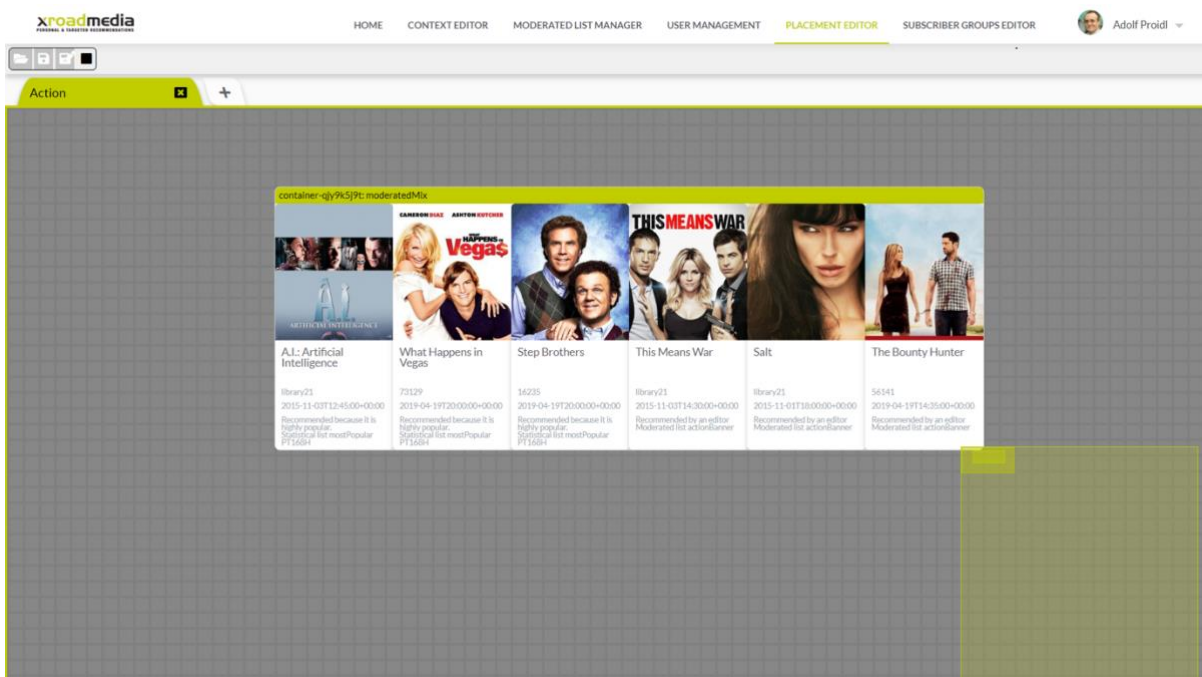 xroadmedia
PERSONAL & TARGETED RECOMMENDATIONS
HOME
CONTEXT EDITOR
MODERATED LIST MANAGER
USER MANAGEMENT
PLACEMENT EDITOR
SUBSCRIBER GROUPS EDITOR
Adolf Proidl
Action
container-qjy9k5j9t: moderatedMix
A.I.
ARTIFICIAL INTELLIGENCE
CAMERON DIAZ ASHTON KUTCHER
WHAT HAPPENS IN
Vega$
THIS MEANS WAR
A.I.: Artificial
Intelligence
library21
2015-11-03T12:45:00+00:00
Recommended because it is
highly popular.
Statistical list mostPopular
PT168H
What Happens in
Vegas
73129
2019-04-19T20:00:00+00:00
Recommended because it is
highly popular.
Statistical list mostPopular
PT168H
Step Brothers
16235
2019-04-19T20:00:00+00:00
Recommended because it is
highly popular.
Statistical list mostPopular
PT168H
This Means War
library21
2015-11-03T14:30:00+00:00
Recommended by an editor
Moderated list actionBanner
Salt
library21
2015-11-01T18:00:00+00:00
Recommended by an editor
Moderated list actionBanner
The Bounty Hunter
56141
2019-04-19T14:35:00+00:00
Recommended by an editor
Moderated list actionBanner